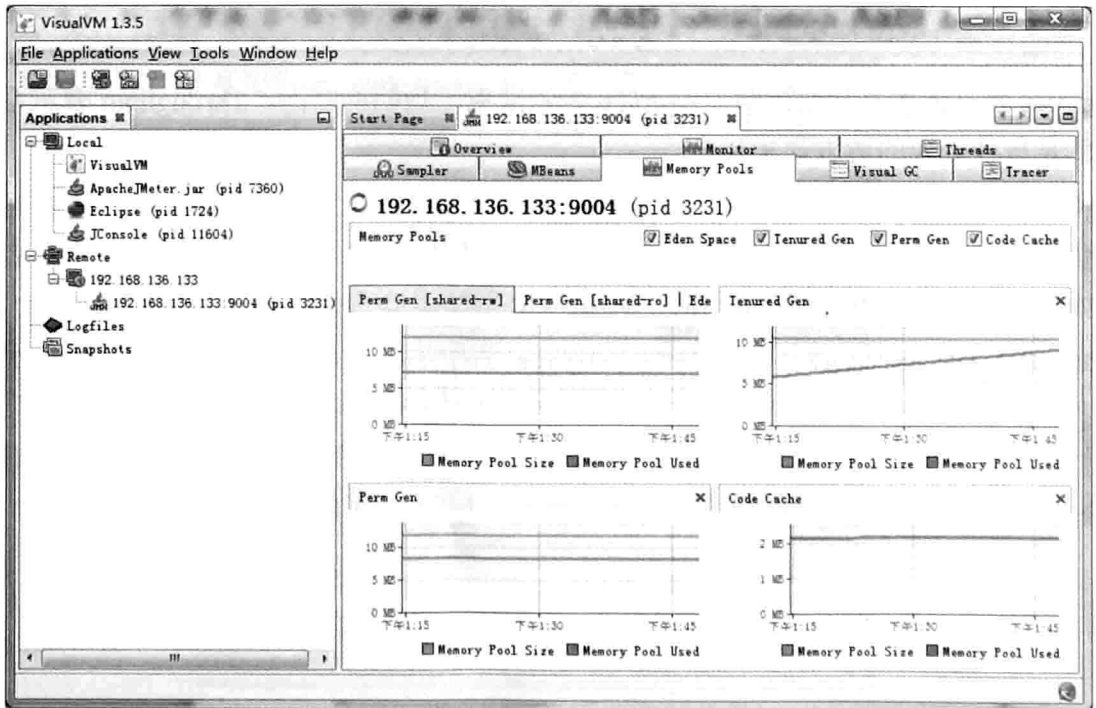 VisualVM 1.3.5
File Applications View Tools Window Help
Applications
Local
VisualVM
ApacheJMeter.jar (pid 7360)
Eclipse (pid 1724)
JConsole (pid 11604)
Remote
192.168.136.133
192.168.136.133:9004 (pid 3231)
Logfiles
Snapshots
Start Page JMX 192.168.136.133:9004 (pid 3231)
Overview Monitor Threads
Sampler MBeans Memory Pools Visual GC Tracer
192.168.136.133:9004 (pid 3231)
Memory Pools Eden Space Tenured Gen Perm Gen Code Cache
Perm Gen [shared-rw] Perm Gen [shared-ro] Ede
10 MB
5 MB
0 MB
下午1:15 下午1:30 下午1:45
Memory Pool Size Memory Pool Used
Tenured Gen
10 MB
5 MB
0 MB
下午1:15 下午1:30 下午1:45
Memory Pool Size Memory Pool Used
Perm Gen
10 MB
5 MB
0 MB
下午1:15 下午1:30 下午1:45
Memory Pool Size Memory Pool Used
Code Cache
2 MB
1 MB
0 MB
下午1:15 下午1:30 下午1:45
Memory Pool Size Memory Pool Used